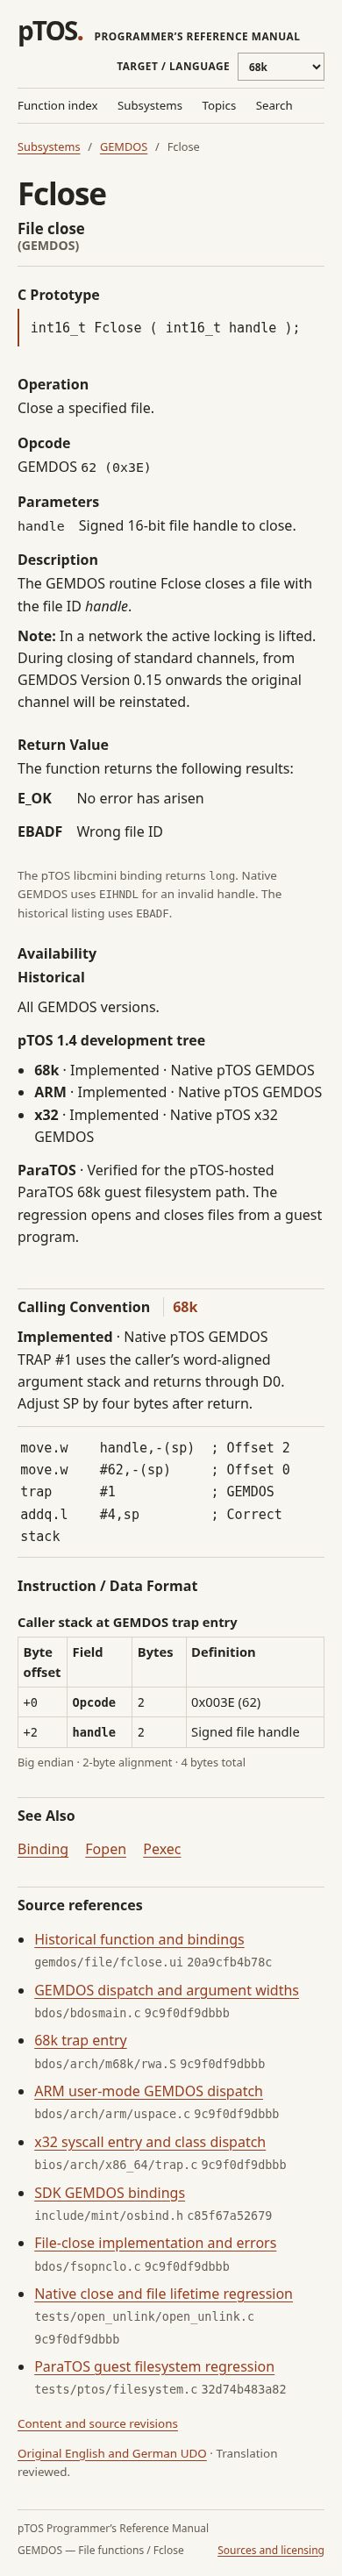 pTOS. PROGRAMMER’S REFERENCE MANUAL
TARGET / LANGUAGE 68k
Function index Subsystems Topics Search
Subsystems / GEMDOS / Fclose
Fclose
File close
(GEMDOS)
C Prototype
int16_t Fclose ( int16_t handle );
Operation
Close a specified file.
Opcode
GEMDOS 62 (0x3E)
Parameters
handle Signed 16-bit file handle to close.
Description
The GEMDOS routine Fclose closes a file with
the file ID handle.
Note: In a network the active locking is lifted.
During closing of standard channels, from
GEMDOS Version 0.15 onwards the original
channel will be reinstated.
Return Value
The function returns the following results:
E_OK No error has arisen
EBADF Wrong file ID
The pTOS libcmini binding returns long. Native
GEMDOS uses EIHNDL for an invalid handle. The
historical listing uses EBADF.
Availability
Historical
All GEMDOS versions.
pTOS 1.4 development tree
• 68k · Implemented · Native pTOS GEMDOS
• ARM · Implemented · Native pTOS GEMDOS
• x32 · Implemented · Native pTOS x32
GEMDOS
ParaTOS · Verified for the pTOS-hosted
ParaTOS 68k guest filesystem path. The
regression opens and closes files from a guest
program.
Calling Convention 68k
Implemented · Native pTOS GEMDOS
TRAP #1 uses the caller’s word-aligned
argument stack and returns through D0.
Adjust SP by four bytes after return.
move.w handle,-(sp) ; Offset 2
move.w #62,-(sp) ; Offset 0
trap #1 ; GEMDOS
addq.l #4,sp ; Correct
stack
Instruction / Data Format
Caller stack at GEMDOS trap entry
Byte offset Field Bytes Definition
+0 Opcode 2 0x003E (62)
+2 handle 2 Signed file handle
Big endian · 2-byte alignment · 4 bytes total
See Also
Binding Fopen Pexec
Source references
• Historical function and bindings
gemdos/file/fclose.ui 20a9cfb4b78c
• GEMDOS dispatch and argument widths
bdos/bdosmain.c 9c9f0df9dbbb
• 68k trap entry
bdos/arch/m68k/rwa.S 9c9f0df9dbbb
• ARM user-mode GEMDOS dispatch
bdos/arch/arm/uspace.c 9c9f0df9dbbb
• x32 syscall entry and class dispatch
bios/arch/x86_64/trap.c 9c9f0df9dbbb
• SDK GEMDOS bindings
include/mint/osbind.h c85f67a52679
• File-close implementation and errors
bdos/fsopnclo.c 9c9f0df9dbbb
• Native close and file lifetime regression
tests/open_unlink/open_unlink.c
9c9f0df9dbbb
• ParaTOS guest filesystem regression
tests/ptos/filesystem.c 32d74b483a82
Content and source revisions
Original English and German UDO · Translation
reviewed.
pTOS Programmer’s Reference Manual
GEMDOS — File functions / Fclose Sources and licensing